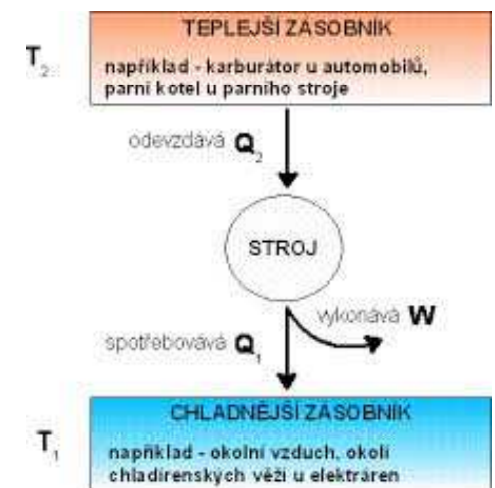 TEPLEJŠÍ ZÁSOBNÍK
T2
například - karburátor u automobilů,
parní kotel u parního stroje
odevzdává Q2
STROJ
vykonává W
spotřebovává Q1
CHLADNĚJŠÍ ZÁSOBNÍK
T1
například - okolní vzduch, okolí
chladírenských věží u elektráren